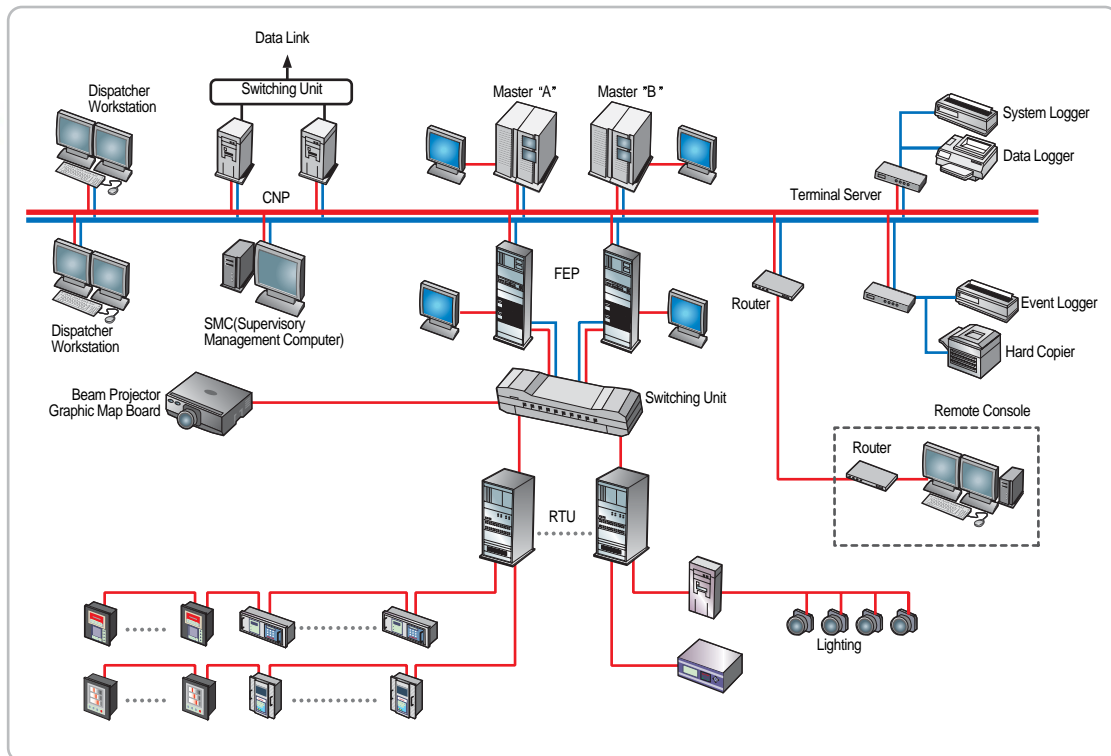 Data Link
Switching Unit
Dispatcher
Workstation
Master “A”
Master ”B”
System Logger
Data Logger
Terminal Server
CNP
FEP
Router
Event Logger
Hard Copier
Dispatcher
Workstation
SMC(Supervisory
Management Computer)
Beam Projector
Graphic Map Board
Switching Unit
Remote Console
Router
RTU
Lighting